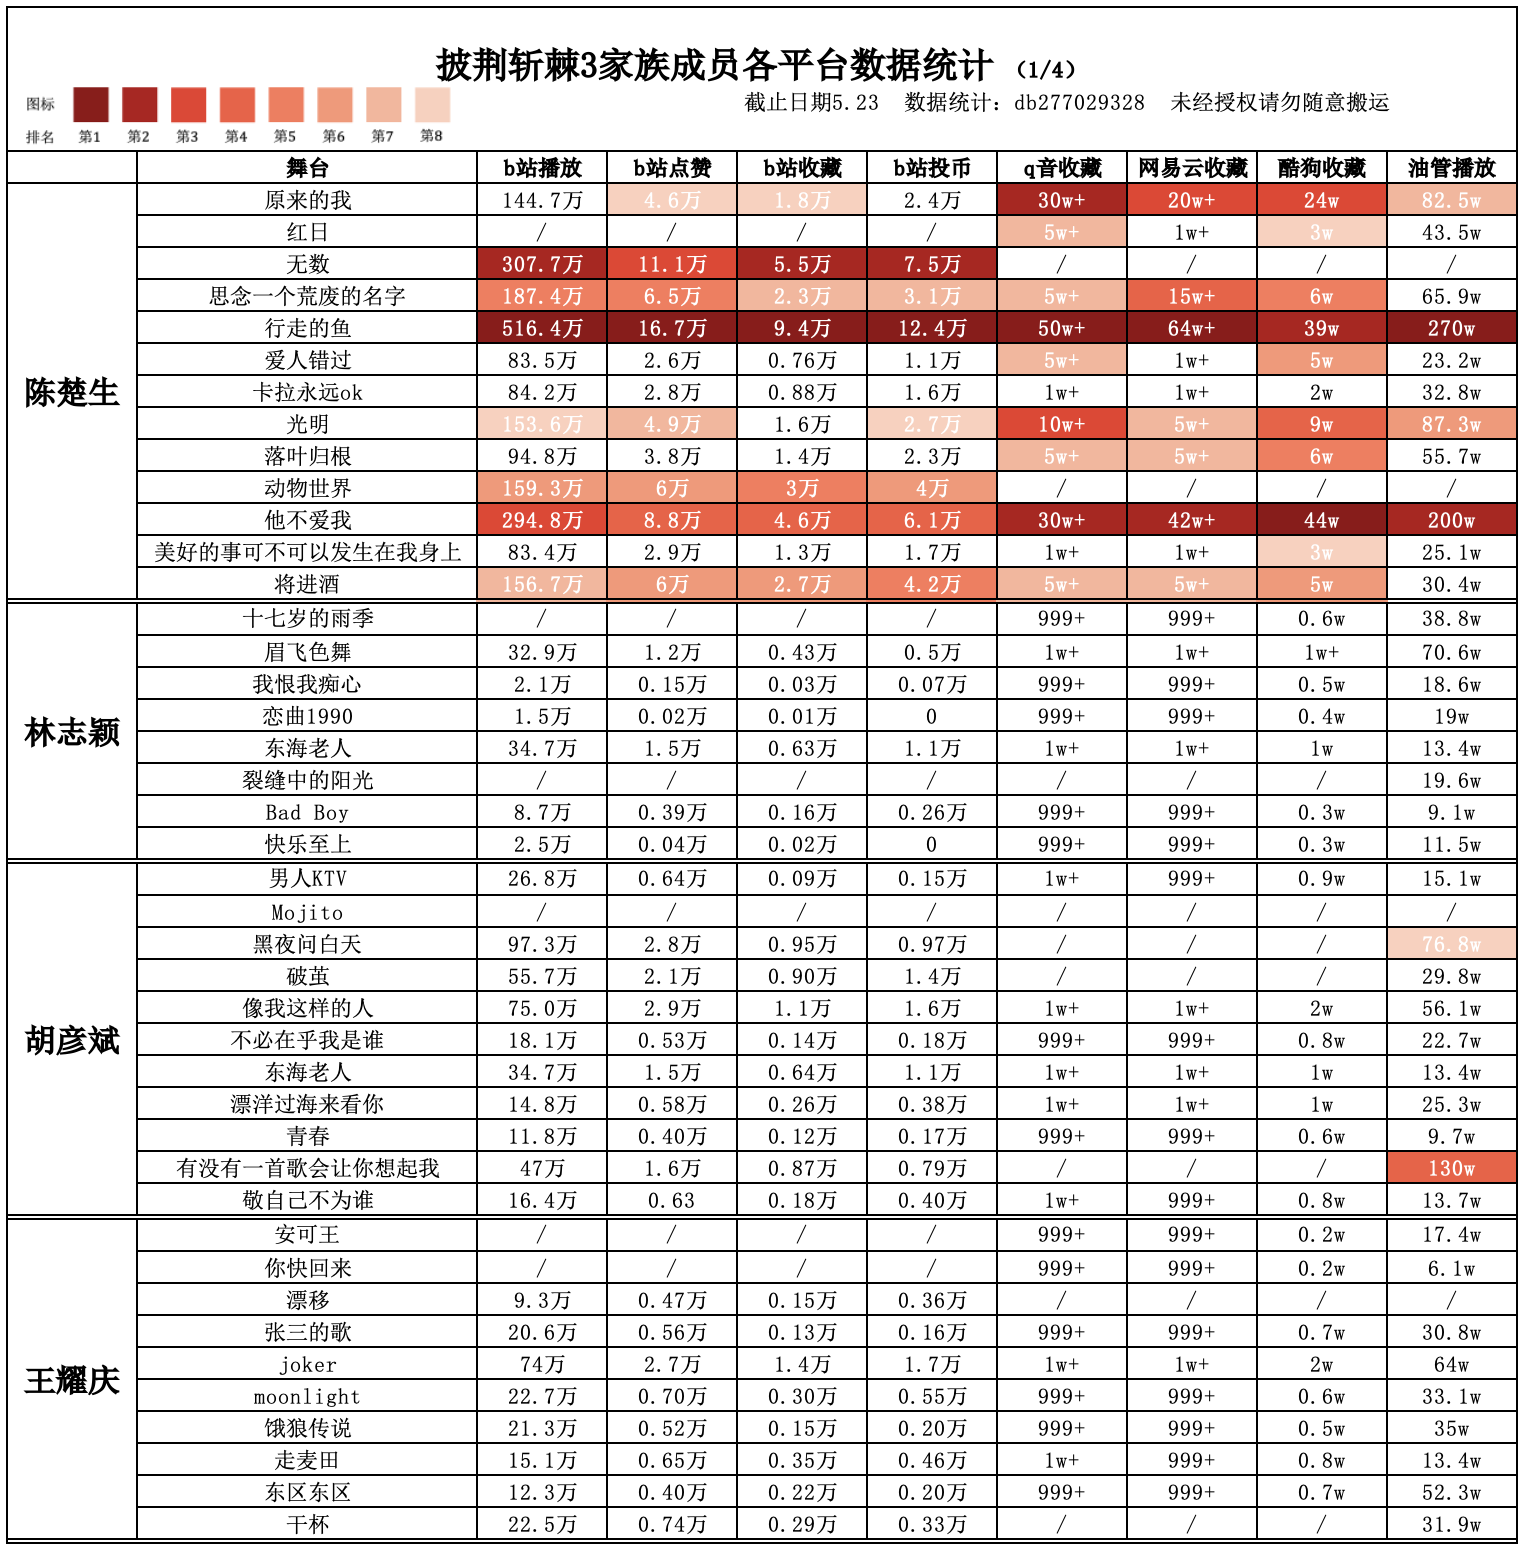 披荆斩棘3家族成员各平台数据统计 （1/4）
图标
截止日期5.23 数据统计：db277029328 未经授权请勿随意搬运
排名 第1 第2 第3 第4 第5 第6 第7 第8
舞台 b站播放 b站点赞 b站收藏 b站投币 q音收藏 网易云收藏 酷狗收藏 油管播放
陈楚生
原来的我 144.7万 4.6万 1.8万 2.4万 30w+ 20w+ 24w 82.5w
红日 / / / / 5w+ 1w+ 3w 43.5w
无数 307.7万 11.1万 5.5万 7.5万 / / / /
思念一个荒废的名字 187.4万 6.5万 2.3万 3.1万 5w+ 15w+ 6w 65.9w
行走的鱼 516.4万 16.7万 9.4万 12.4万 50w+ 64w+ 39w 270w
爱人错过 83.5万 2.6万 0.76万 1.1万 5w+ 1w+ 5w 23.2w
卡拉永远ok 84.2万 2.8万 0.88万 1.6万 1w+ 1w+ 2w 32.8w
光明 153.6万 4.9万 1.6万 2.7万 10w+ 5w+ 9w 87.3w
落叶归根 94.8万 3.8万 1.4万 2.3万 5w+ 5w+ 6w 55.7w
动物世界 159.3万 6万 3万 4万 / / / /
他不爱我 294.8万 8.8万 4.6万 6.1万 30w+ 42w+ 44w 200w
美好的事可不可以发生在我身上 83.4万 2.9万 1.3万 1.7万 1w+ 1w+ 3w 25.1w
将进酒 156.7万 6万 2.7万 4.2万 5w+ 5w+ 5w 30.4w
林志颖
十七岁的雨季 / / / / 999+ 999+ 0.6w 38.8w
眉飞色舞 32.9万 1.2万 0.43万 0.5万 1w+ 1w+ 1w+ 70.6w
我恨我痴心 2.1万 0.15万 0.03万 0.07万 999+ 999+ 0.5w 18.6w
恋曲1990 1.5万 0.02万 0.01万 0 999+ 999+ 0.4w 19w
东海老人 34.7万 1.5万 0.63万 1.1万 1w+ 1w+ 1w 13.4w
裂缝中的阳光 / / / / / / / 19.6w
Bad Boy 8.7万 0.39万 0.16万 0.26万 999+ 999+ 0.3w 9.1w
快乐至上 2.5万 0.04万 0.02万 0 999+ 999+ 0.3w 11.5w
胡彦斌
男人KTV 26.8万 0.64万 0.09万 0.15万 1w+ 999+ 0.9w 15.1w
Mojito / / / / / / / /
黑夜问白天 97.3万 2.8万 0.95万 0.97万 / / / 76.8w
破茧 55.7万 2.1万 0.90万 1.4万 / / / 29.8w
像我这样的人 75.0万 2.9万 1.1万 1.6万 1w+ 1w+ 2w 56.1w
不必在乎我是谁 18.1万 0.53万 0.14万 0.18万 999+ 999+ 0.8w 22.7w
东海老人 34.7万 1.5万 0.64万 1.1万 1w+ 1w+ 1w 13.4w
漂洋过海来看你 14.8万 0.58万 0.26万 0.38万 1w+ 1w+ 1w 25.3w
青春 11.8万 0.40万 0.12万 0.17万 999+ 999+ 0.6w 9.7w
有没有一首歌会让你想起我 47万 1.6万 0.87万 0.79万 / / / 130w
敬自己不为谁 16.4万 0.63 0.18万 0.40万 1w+ 999+ 0.8w 13.7w
王耀庆
安可王 / / / / 999+ 999+ 0.2w 17.4w
你快回来 / / / / 999+ 999+ 0.2w 6.1w
漂移 9.3万 0.47万 0.15万 0.36万 / / / /
张三的歌 20.6万 0.56万 0.13万 0.16万 999+ 999+ 0.7w 30.8w
joker 74万 2.7万 1.4万 1.7万 1w+ 1w+ 2w 64w
moonlight 22.7万 0.70万 0.30万 0.55万 999+ 999+ 0.6w 33.1w
饿狼传说 21.3万 0.52万 0.15万 0.20万 999+ 999+ 0.5w 35w
走麦田 15.1万 0.65万 0.35万 0.46万 1w+ 999+ 0.8w 13.4w
东区东区 12.3万 0.40万 0.22万 0.20万 999+ 999+ 0.7w 52.3w
干杯 22.5万 0.74万 0.29万 0.33万 / / / 31.9w